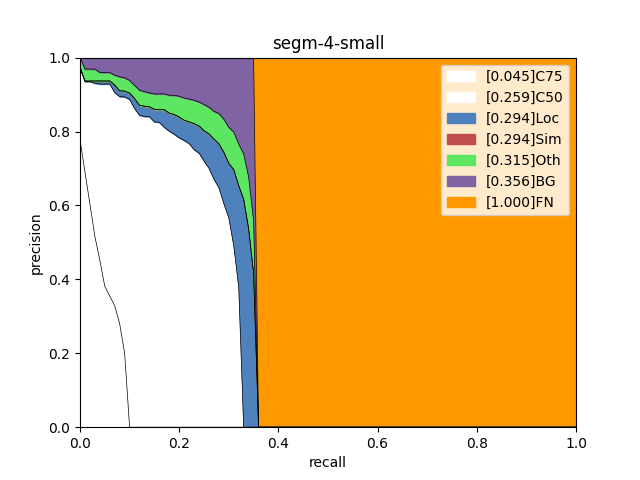 segm-4-small
1.0
0.8
0.6
0.4
0.2
0.0
precision
[0.045]C75
[0.259]C50
[0.294]Loc
[0.294]Sim
[0.315]Oth
[0.356]BG
[1.000]FN
0.0 0.2 0.4 0.6 0.8 1.0
recall